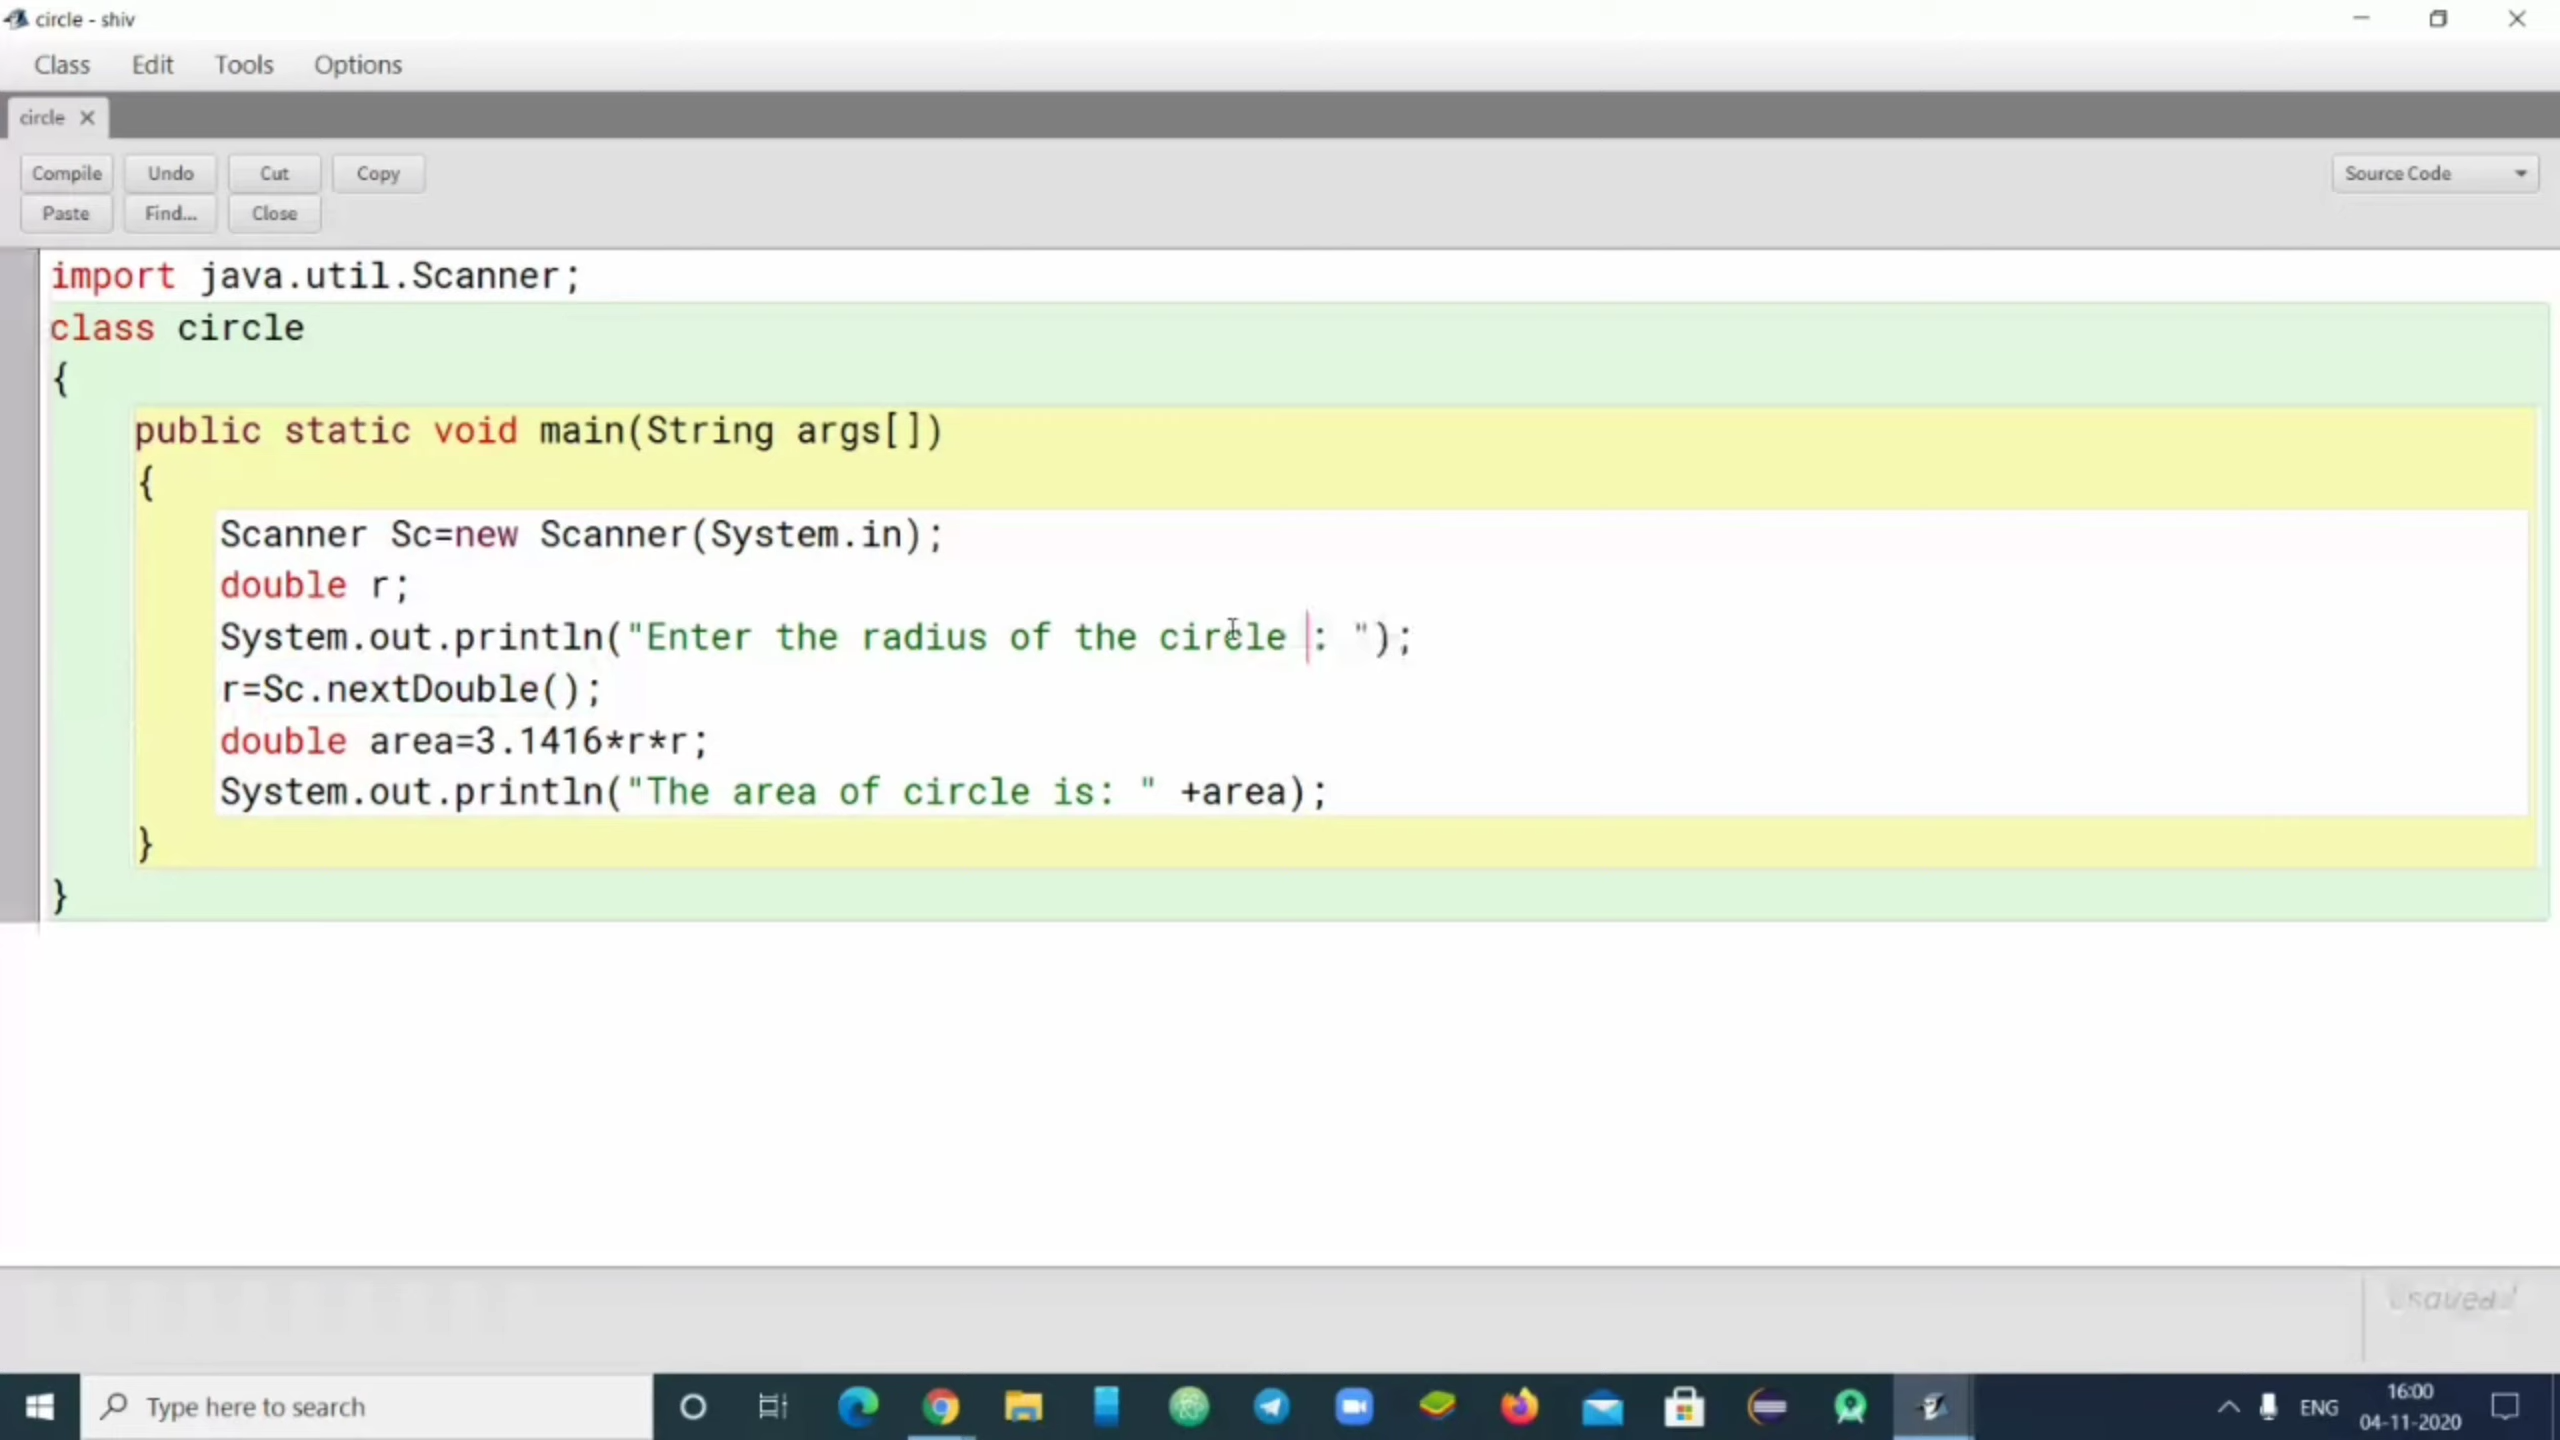 circle - shiv
Class Edit Tools Options
circle
Compile Undo Cut Copy Source Code
Paste Find... Close
import java.util.Scanner;
class circle
{
public static void main(String args[])
{
Scanner Sc=new Scanner(System.in);
double r;
System.out.println("Enter the radius of the circle : ");
r=Sc.nextDouble();
double area=3.1416*r*r;
System.out.println("The area of circle is: " +area);
}
}
saved
Type here to search
ENG
16:00
04-11-2020